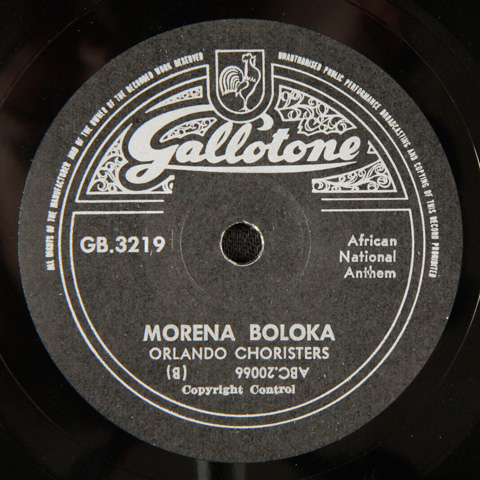 ALL RIGHTS OF THE MANUFACTURER AND OF THE OWNER OF THE RECORDED WORK RESERVED
UNAUTHORISED PUBLIC PERFORMANCE BROADCASTING AND COPYING OF THIS RECORD PROHIBITED
Gallotone
GB.3219
African
National
Anthem
MORENA BOLOKA
ORLANDO CHORISTERS
ABC.20066 (B)
Copyright Control